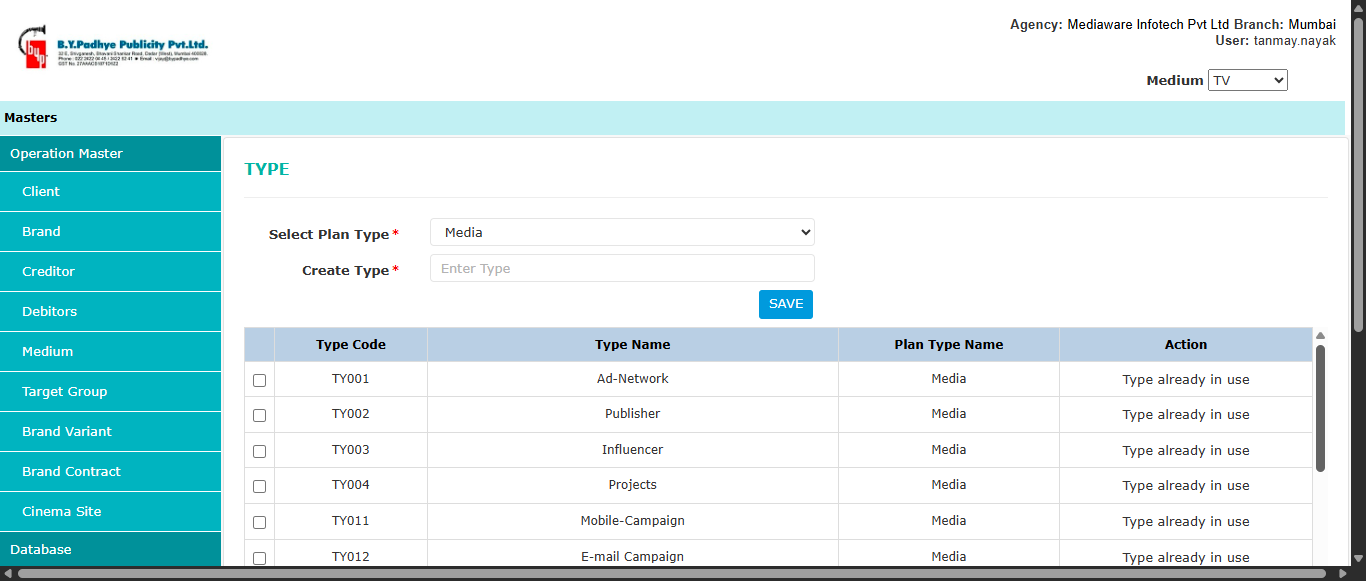 Agency: Mediaware Infotech Pvt Ltd Branch: Mumbai
User: tanmay.nayak
byp
B.Y.Padhye Publicity Pvt.Ltd.
Medium TV
Masters
Operation Master
Client
Brand
Creditor
Debitors
Medium
Target Group
Brand Variant
Brand Contract
Cinema Site
Database
TYPE
Select Plan Type * Media
Create Type * Enter Type
SAVE
Type Code Type Name Plan Type Name Action
TY001 Ad-Network Media Type already in use
TY002 Publisher Media Type already in use
TY003 Influencer Media Type already in use
TY004 Projects Media Type already in use
TY011 Mobile-Campaign Media Type already in use
TY012 E-mail Campaign Media Type already in use